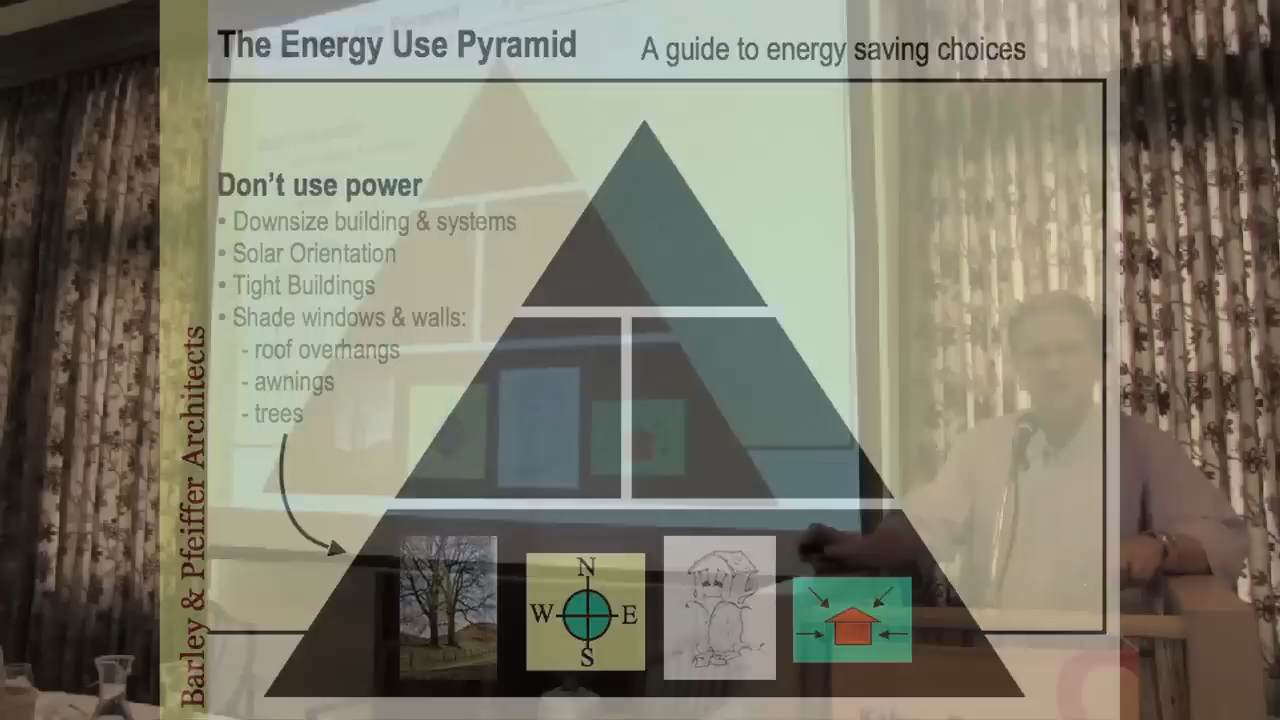 The Energy Use Pyramid A guide to energy saving choices
Don't use power
• Downsize building & systems
• Solar Orientation
• Tight Buildings
• Shade windows & walls:
- roof overhangs
- awnings
- trees
N
W E
S
Barley & Pfeiffer Architects